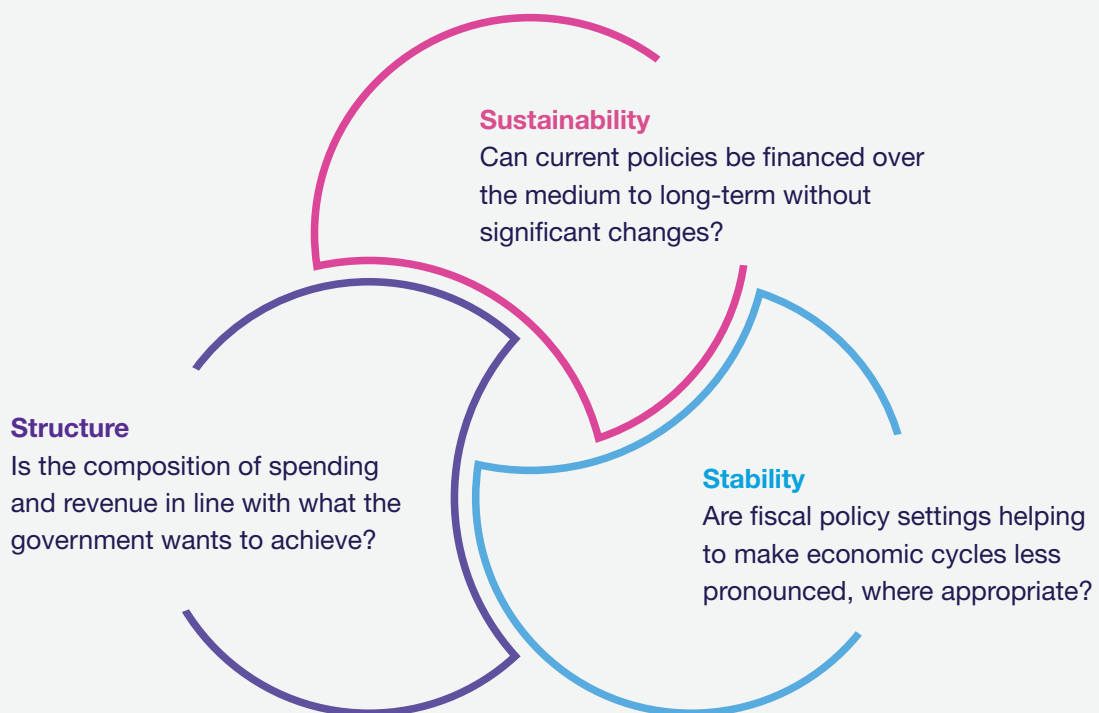 Sustainability
Can current policies be financed over
the medium to long-term without
significant changes?
Structure
Is the composition of spending
and revenue in line with what the
government wants to achieve?
Stability
Are fiscal policy settings helping
to make economic cycles less
pronounced, where appropriate?